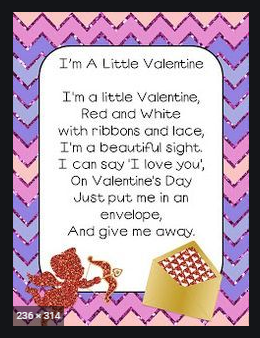 I'm A Little Valentine
I'm a little Valentine,
Red and White
with ribbons and lace,
I'm a beautiful sight.
I can say 'I love you',
On Valentine's Day
Just put me in an
envelope,
And give me away.
236 × 314